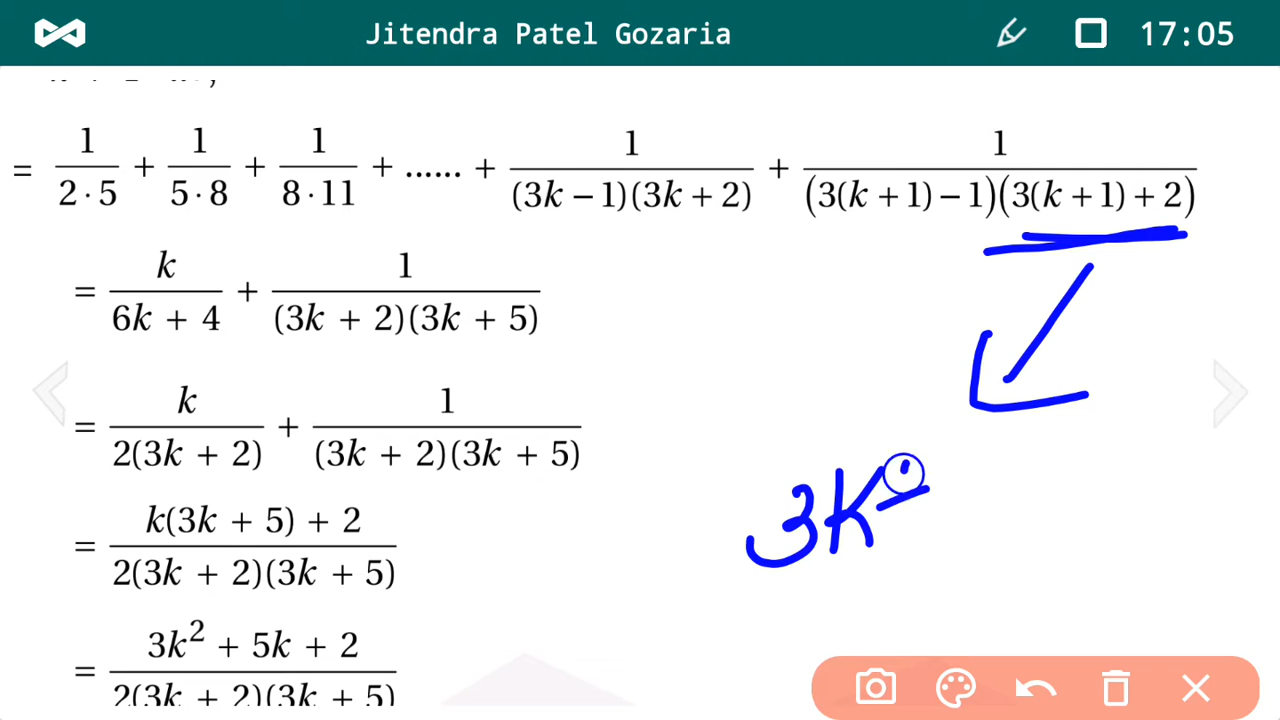 Jitendra Patel Gozaria 17:05
= 1/(2·5) + 1/(5·8) + 1/(8·11) + ...... + 1/((3k − 1)(3k + 2)) + 1/((3(k + 1) − 1)(3(k + 1) + 2))
= k/(6k + 4) + 1/((3k + 2)(3k + 5))
= k/(2(3k + 2)) + 1/((3k + 2)(3k + 5))
= (k(3k + 5) + 2)/(2(3k + 2)(3k + 5))
= (3k² + 5k + 2)/(2(3k + 2)(3k + 5))
3k